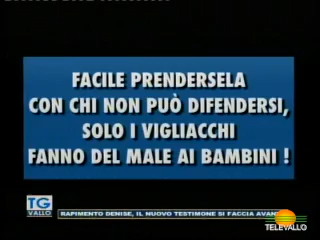 FACILE PRENDERSELA
CON CHI NON PUÒ DIFENDERSI,
SOLO I VIGLIACCHI
FANNO DEL MALE AI BAMBINI !
TG
VALLO
RAPIMENTO DENISE, IL NUOVO TESTIMONE SI FACCIA AVAN
TELEVALLO